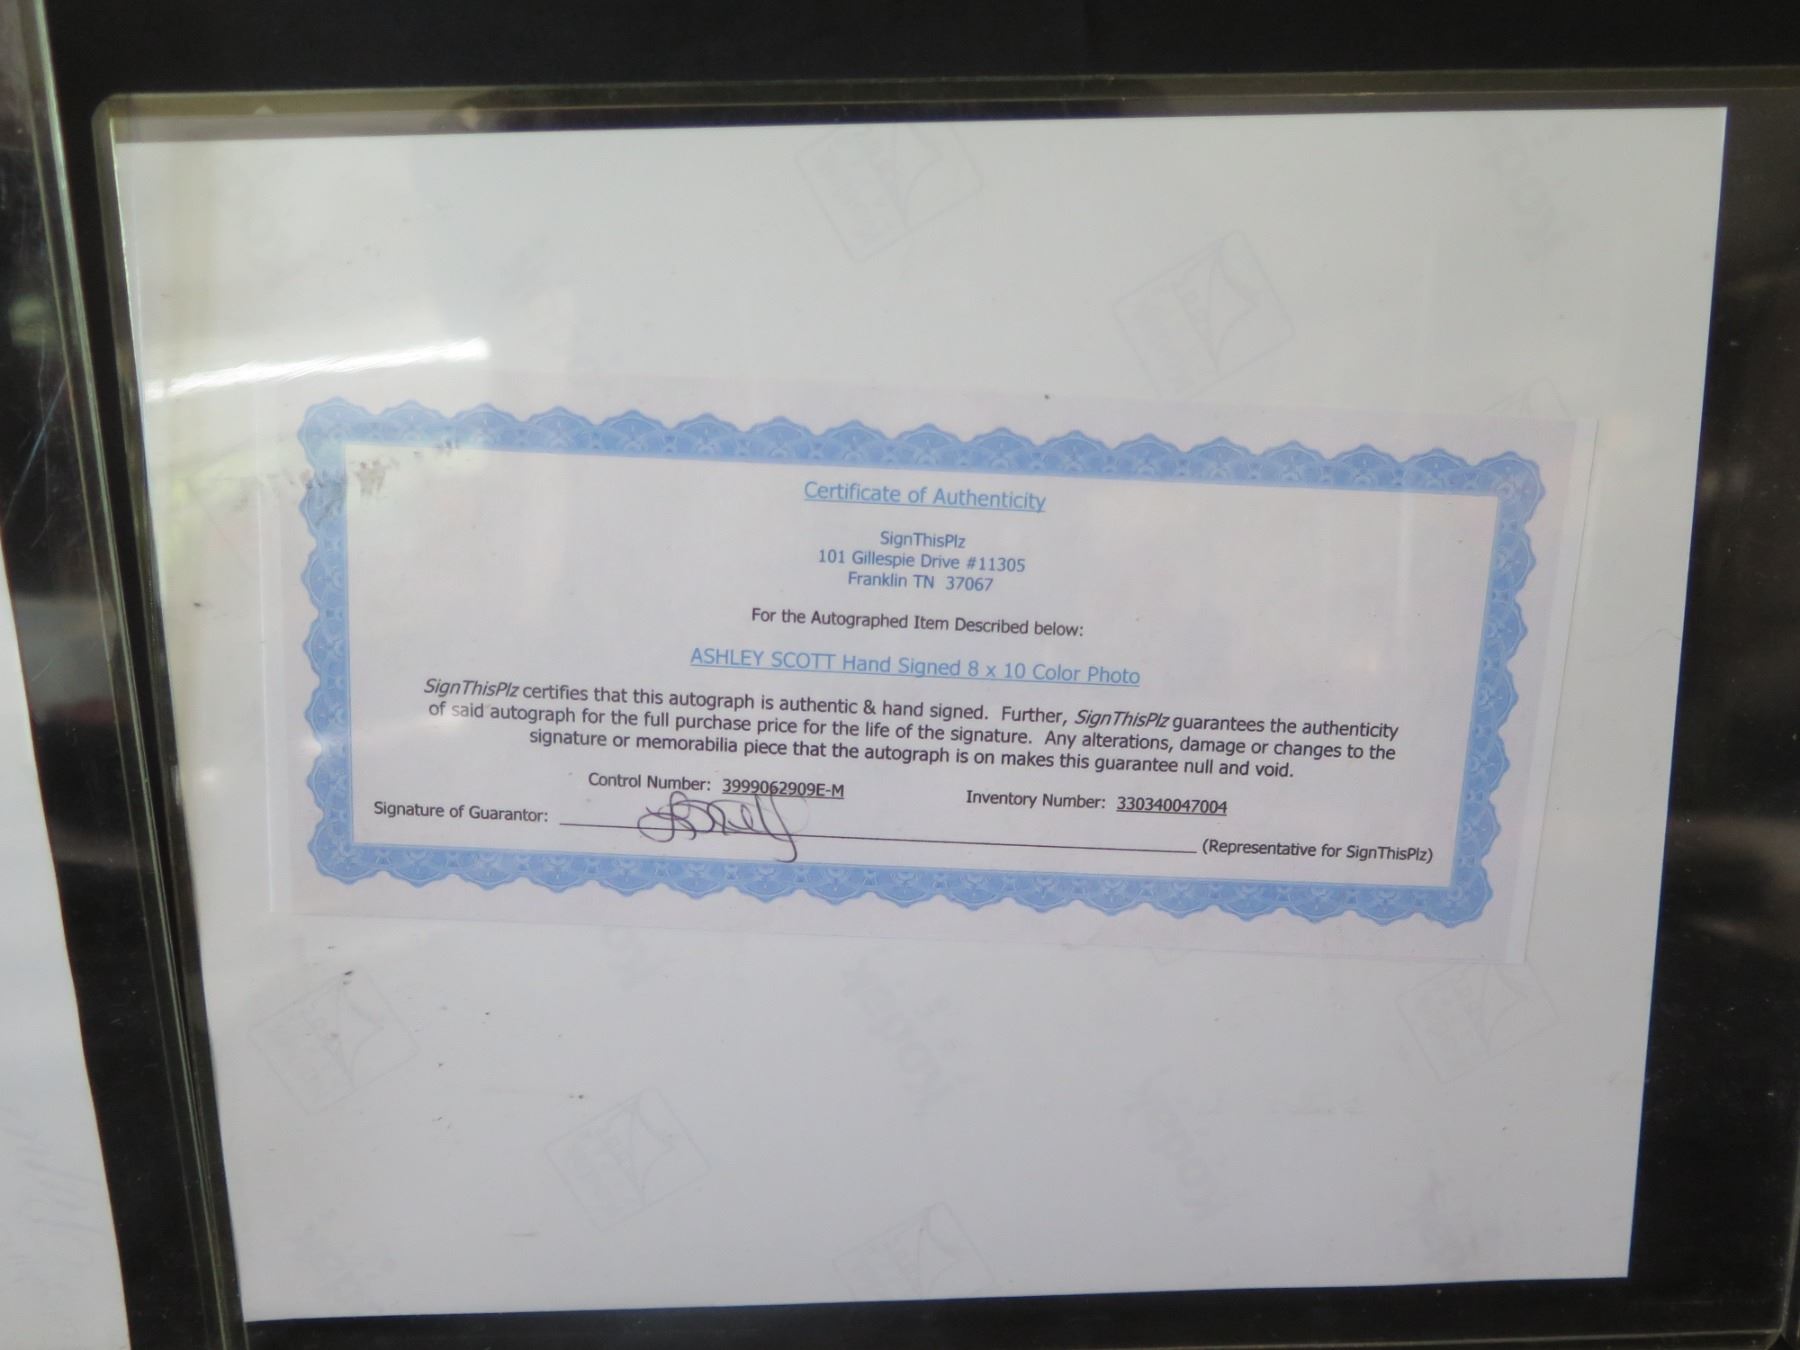 Certificate of Authenticity
SignThisPlz
101 Gillespie Drive #11305
Franklin TN 37067
For the Autographed Item Described below:
ASHLEY SCOTT Hand Signed 8 x 10 Color Photo
SignThisPlz certifies that this autograph is authentic & hand signed. Further, SignThisPlz guarantees the authenticity
of said autograph for the full purchase price for the life of the signature. Any alterations, damage or changes to the
signature or memorabilia piece that the autograph is on makes this guarantee null and void.
Control Number: 3999062909E-M Inventory Number: 330340047004
Signature of Guarantor: (Representative for SignThisPlz)